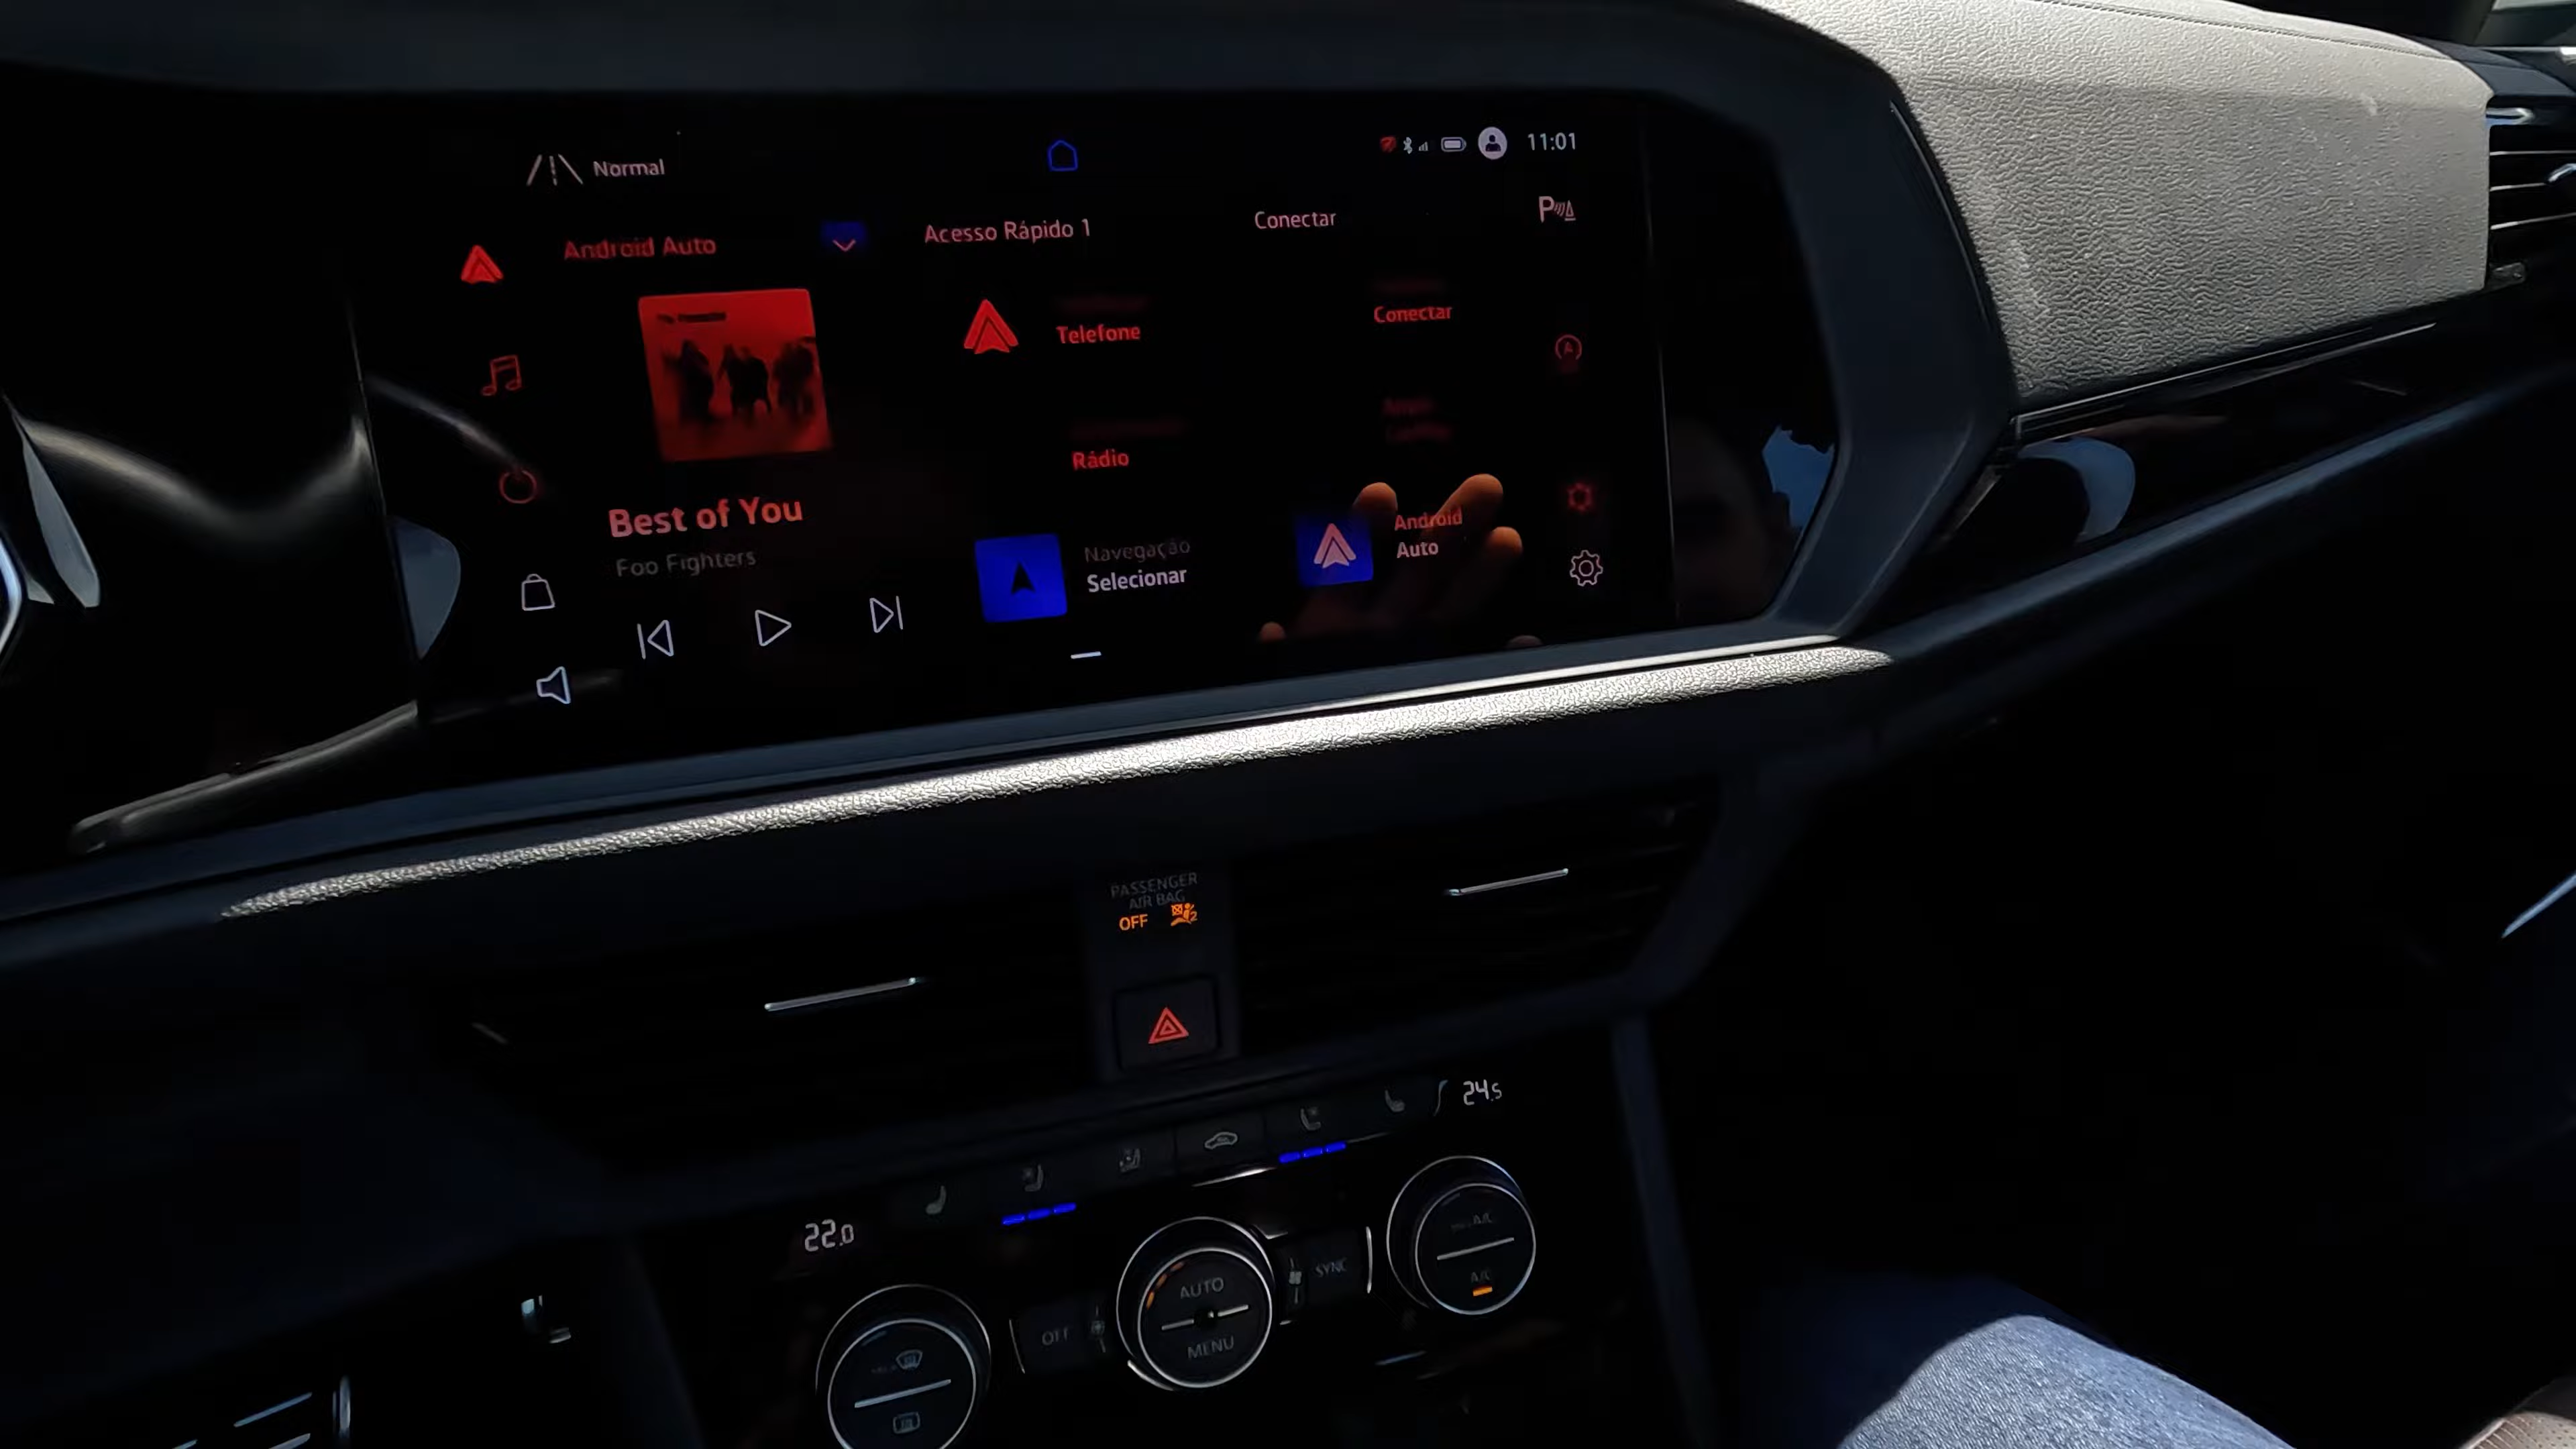 Normal
11:01
Android Auto
Acesso Rápido 1
Conectar
Telefone
Conectar
Rádio
Best of You
Foo Fighters
Navegação
Selecionar
Android
Auto
PASSENGER
AIR BAG
OFF
24.5
22.0
A/C
A/C
AUTO
SYNC
OFF
MENU